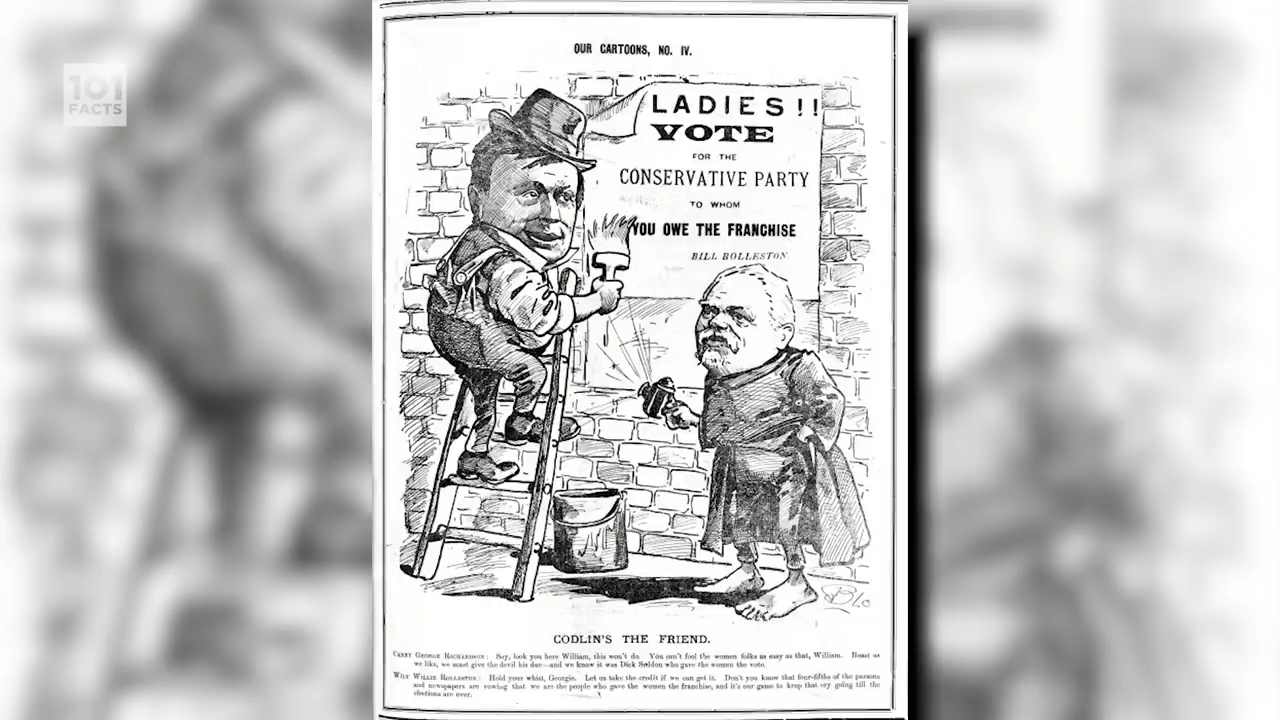 101
FACTS
OUR CARTOONS, NO. IV.
LADIES!!
VOTE
FOR THE
CONSERVATIVE PARTY
TO WHOM
YOU OWE THE FRANCHISE
BILL ROLLESTON
CODLIN'S THE FRIEND.
GEORGE RICHARDSON: Say, look you here William, this won't do. You can't fool the women folks as easy as that, William. Roast as
we like, we must give the devil his due—and we know it was Dick Seddon who gave the women the vote.
WILY WILLIE ROLLESTON: Hold your whist, Georgie. Let us take the credit if we can get it. Don't you know that four-fifths of the parsons
and newspapers are vowing that we are the people who gave the women the franchise, and it's our game to keep that cry going till the
elections are over.